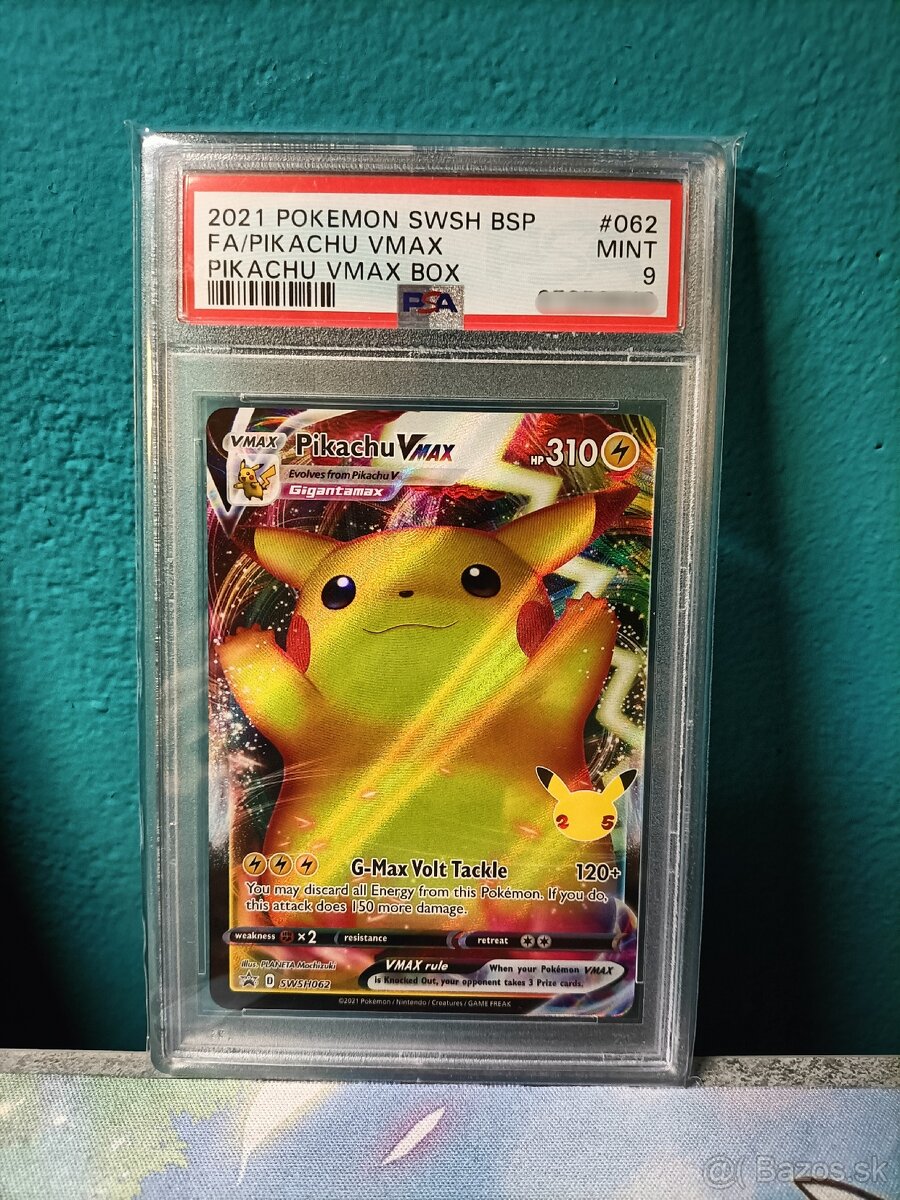 2021 POKEMON SWSH BSP #062
FA/PIKACHU VMAX MINT
PIKACHU VMAX BOX 9
PSA
VMAX Pikachu VMAX HP 310
Evolves from Pikachu V
Gigantamax
25
G-Max Volt Tackle 120+
You may discard all Energy from this Pokémon. If you do,
this attack does 150 more damage.
weakness ×2 resistance retreat
illus. PLANETA Mochizuki
VMAX rule When your Pokémon VMAX
is Knocked Out, your opponent takes 3 Prize cards.
D SWSH062
©2021 Pokémon / Nintendo / Creatures / GAME FREAK
@( Bazos.sk